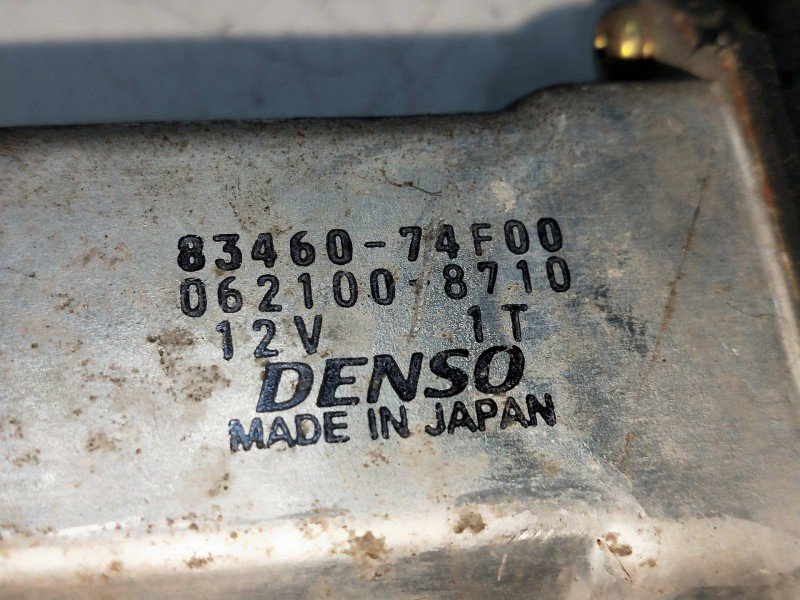 83460-74F00
062100-8710
12V 1T
DENSO
MADE IN JAPAN